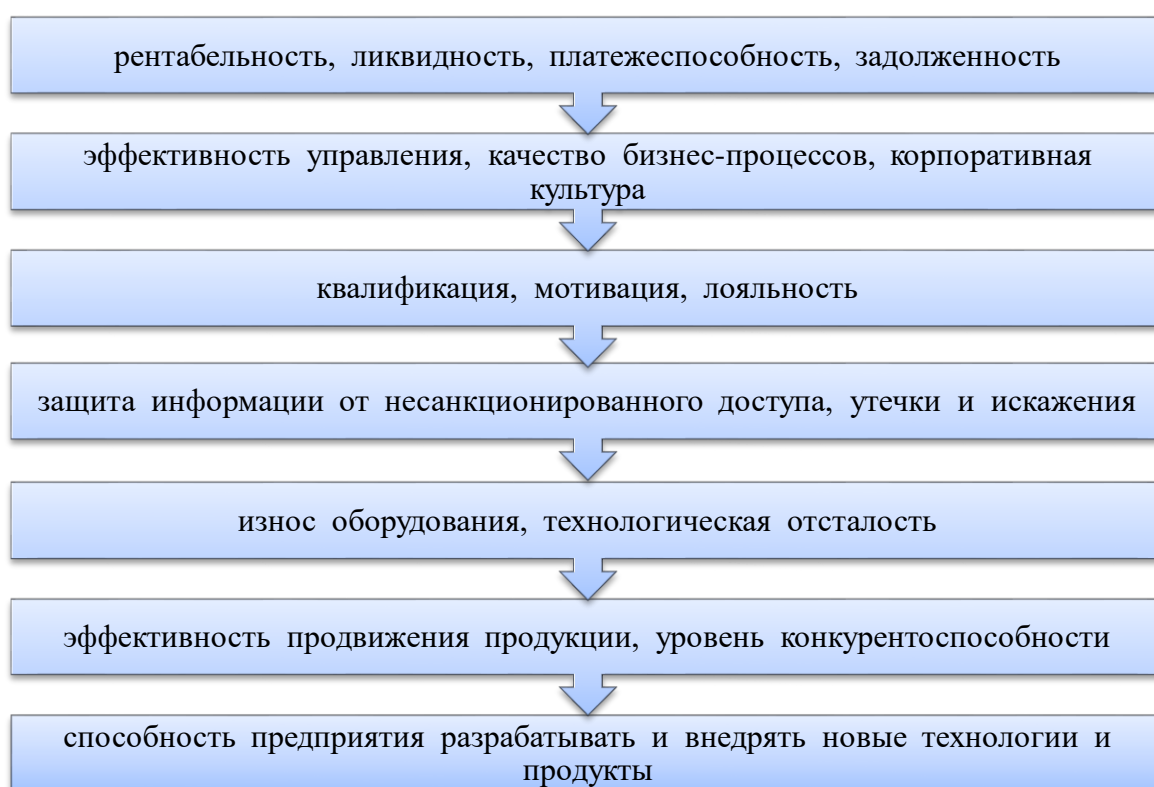 рентабельность, ликвидность, платежеспособность, задолженность
эффективность управления, качество бизнес-процессов, корпоративная
культура
квалификация, мотивация, лояльность
защита информации от несанкционированного доступа, утечки и искажения
износ оборудования, технологическая отсталость
эффективность продвижения продукции, уровень конкурентоспособности
способность предприятия разрабатывать и внедрять новые технологии и
продукты